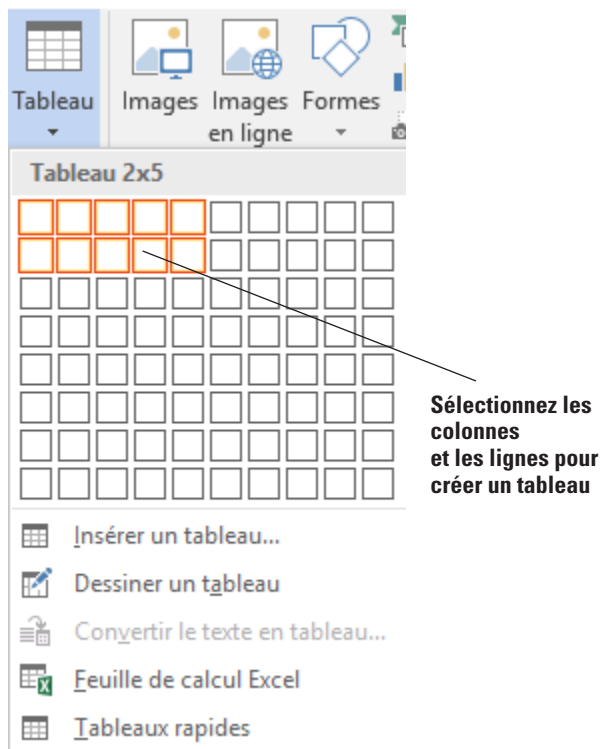 Tableau Images Images Formes
en ligne
Tableau 2x5
Sélectionnez les
colonnes
et les lignes pour
créer un tableau
Insérer un tableau...
Dessiner un tableau
Convertir le texte en tableau...
Feuille de calcul Excel
Tableaux rapides